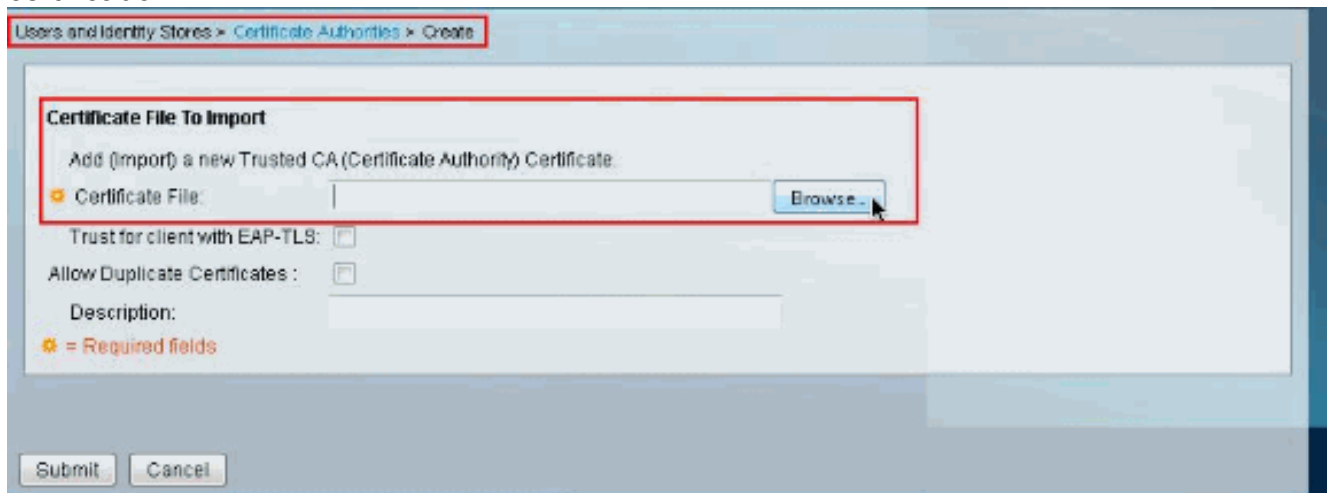 Users and Identity Stores > Certificate Authorities > Create
Certificate File To Import
Add (Import) a new Trusted CA (Certificate Authority) Certificate.
Certificate File:
Browse...
Trust for client with EAP-TLS:
Allow Duplicate Certificates :
Description:
= Required fields
Submit Cancel